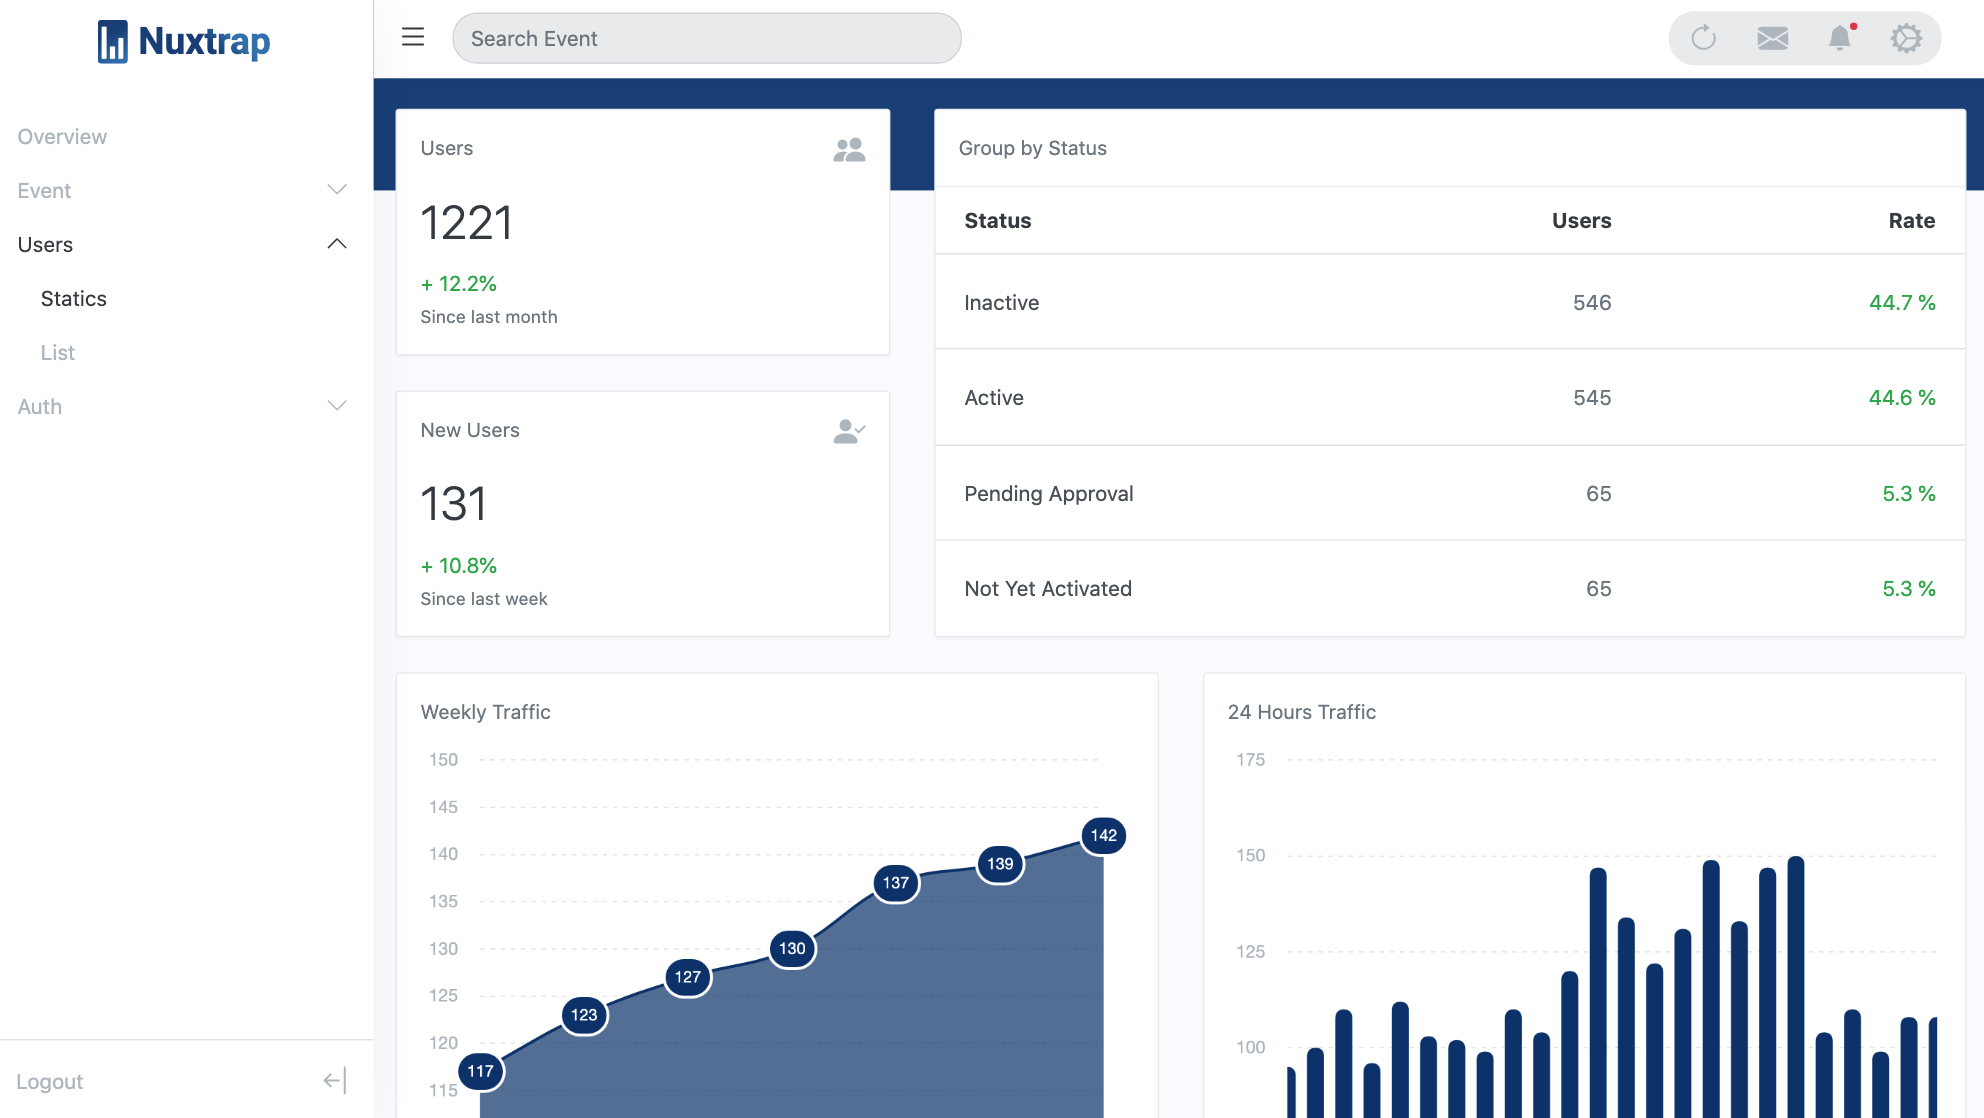 Nuxtrap
Search Event
Overview
Event
Users
Statics
List
Auth
Logout
Users
1221
+ 12.2%
Since last month
New Users
131
+ 10.8%
Since last week
Group by Status
Status Users Rate
Inactive 546 44.7 %
Active 545 44.6 %
Pending Approval 65 5.3 %
Not Yet Activated 65 5.3 %
Weekly Traffic
150
145
140
135
130
125
120
115
117
123
127
130
137
139
142
24 Hours Traffic
175
150
125
100